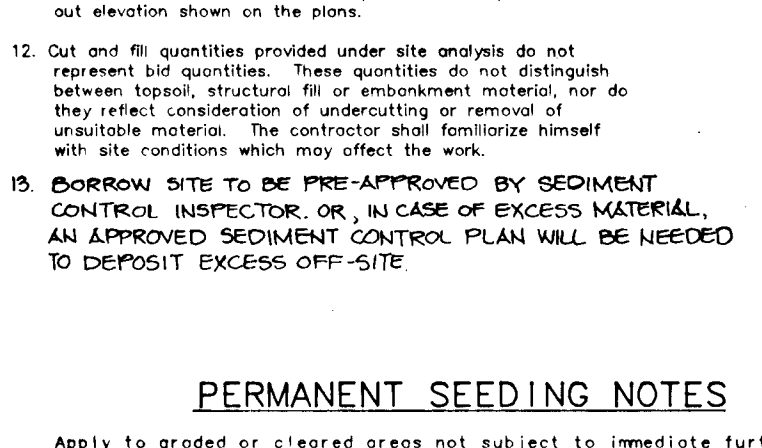 out elevation shown on the plans.
12. Cut and fill quantities provided under site analysis do not
represent bid quantities. These quantities do not distinguish
between topsoil, structural fill or embankment material, nor do
they reflect consideration of undercutting or removal of
unsuitable material. The contractor shall familiarize himself
with site conditions which may affect the work.
13. BORROW SITE TO BE PRE-APPROVED BY SEDIMENT
CONTROL INSPECTOR. OR, IN CASE OF EXCESS MATERIAL,
AN APPROVED SEDIMENT CONTROL PLAN WILL BE NEEDED
TO DEPOSIT EXCESS OFF-SITE.
PERMANENT SEEDING NOTES
Apply to graded or cleared areas not subject to immediate